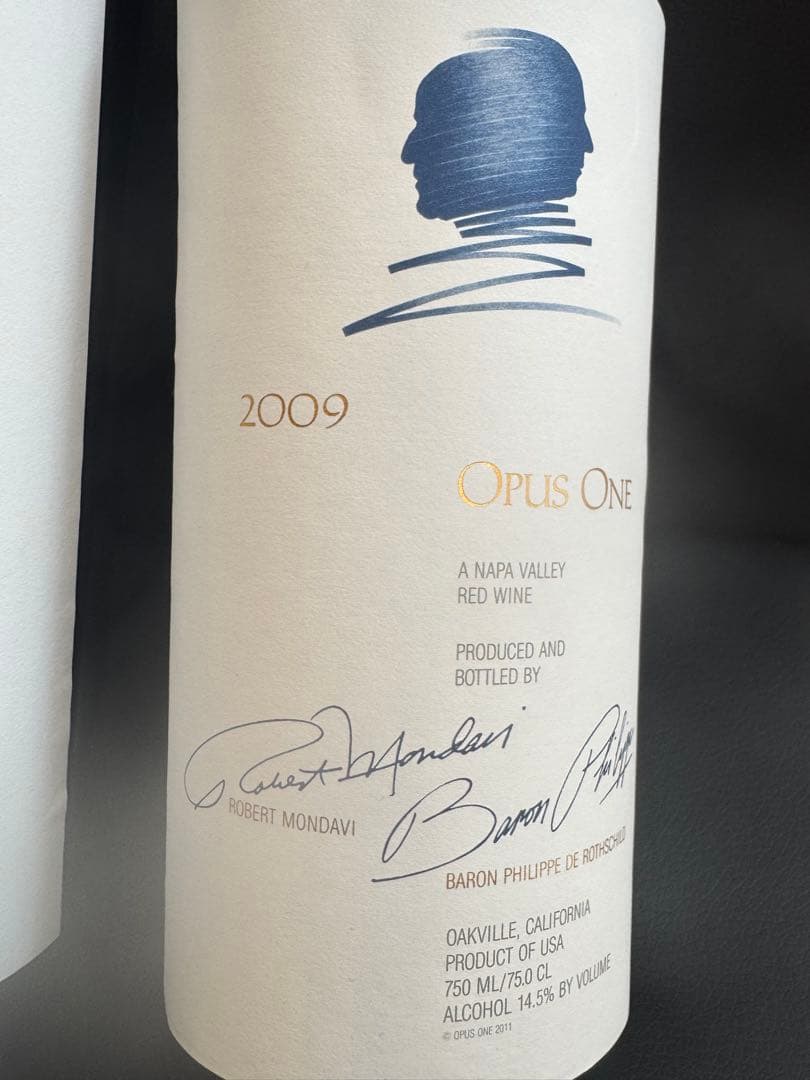 2009
OPUS ONE
A NAPA VALLEY
RED WINE
PRODUCED AND
BOTTLED BY
Robert Mondavi
Baron Philippe
ROBERT MONDAVI
BARON PHILIPPE DE ROTHSCHILD
OAKVILLE, CALIFORNIA
PRODUCT OF USA
750 ML/75.0 CL
ALCOHOL 14.5% BY VOLUME
© OPUS ONE 2011